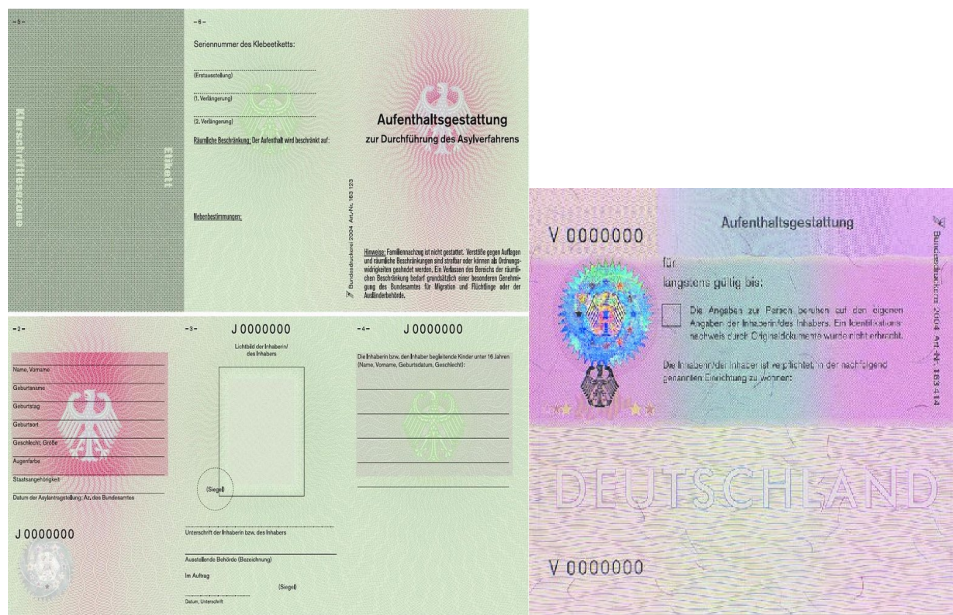 –5–
Klarschriftlesezone
Etikett
–6–
Seriennummer des Klebeetiketts:
(Erstausstellung)
(1. Verlängerung)
(2. Verlängerung)
Räumliche Beschränkung: Der Aufenthalt wird beschränkt auf:
Nebenbestimmungen:
Bundesdruckerei 2004 Art.-Nr. 163 123
Aufenthaltsgestattung
zur Durchführung des Asylverfahrens
Hinweise: Familiennachzug ist nicht gestattet. Verstöße gegen Auflagen
und räumliche Beschränkungen sind strafbar oder können als Ordnungs-
widrigkeiten geahndet werden. Ein Verlassen des Bereichs der räumli-
chen Beschränkung bedarf grundsätzlich einer besonderen Genehmi-
gung des Bundesamtes für Migration und Flüchtlinge oder der
Ausländerbehörde.
–2–
Name, Vorname
Geburtsname
Geburtstag
Geburtsort
Geschlecht; Größe
Augenfarbe
Staatsangehörigkeit
Datum der Asylantragstellung; Az. des Bundesamtes
J 0000000
–3–
J 00000000
Lichtbild der Inhaberin/
des Inhabers
(Siegel)
Unterschrift der Inhaberin bzw. des Inhabers
Ausstellende Behörde (Bezeichnung)
Im Auftrag
(Siegel)
Datum, Unterschrift
–4–
J 00000000
Die Inhaberin bzw. den Inhaber begleitende Kinder unter 16 Jahren
(Name, Vorname, Geburtsdatum, Geschlecht):
V 0000000
Aufenthaltsgestattung
für
längstens gültig bis:
Die Angaben zur Person beruhen auf den eigenen
Angaben der Inhaberin/des Inhabers. Ein Identifikations-
nachweis durch Originaldokumente wurde nicht erbracht.
Die Inhaberin/der Inhaber ist verpflichtet, in der nachfolgend
genannten Einrichtung zu wohnen:
Bundesdruckerei 2004 Art.-Nr. 163 414
DEUTSCHLAND
V 0000000